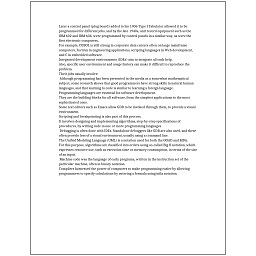 Later a control panel (plug board) added to his 1906 Type I Tabulator allowed it to be
programmed for different jobs, and by the late 1940s, unit record equipment such as the
IBM 602 and IBM 604, were programmed by control panels in a similar way, as were the
first electronic computers.
For example, COBOL is still strong in corporate data centers often on large mainframe
computers, Fortran in engineering applications, scripting languages in Web development,
and C in embedded software.
Integrated development environments (IDEs) aim to integrate all such help.
Also, specific user environment and usage history can make it difficult to reproduce the
problem.
Their jobs usually involve:
Although programming has been presented in the media as a somewhat mathematical
subject, some research shows that good programmers have strong skills in natural human
languages, and that learning to code is similar to learning a foreign language.
Programming languages are essential for software development.
They are the building blocks for all software, from the simplest applications to the most
sophisticated ones.
Some text editors such as Emacs allow GDB to be invoked through them, to provide a visual
environment.
Scripting and breakpointing is also part of this process.
It involves designing and implementing algorithms, step-by-step specifications of
procedures, by writing code in one or more programming languages.
Debugging is often done with IDEs. Standalone debuggers like GDB are also used, and these
often provide less of a visual environment, usually using a command line.
The Unified Modeling Language (UML) is a notation used for both the OOAD and MDA.
For this purpose, algorithms are classified into orders using so-called Big O notation, which
expresses resource use, such as execution time or memory consumption, in terms of the size
of an input.
Machine code was the language of early programs, written in the instruction set of the
particular machine, often in binary notation.
Compilers harnessed the power of computers to make programming easier by allowing
programmers to specify calculations by entering a formula using infix notation.